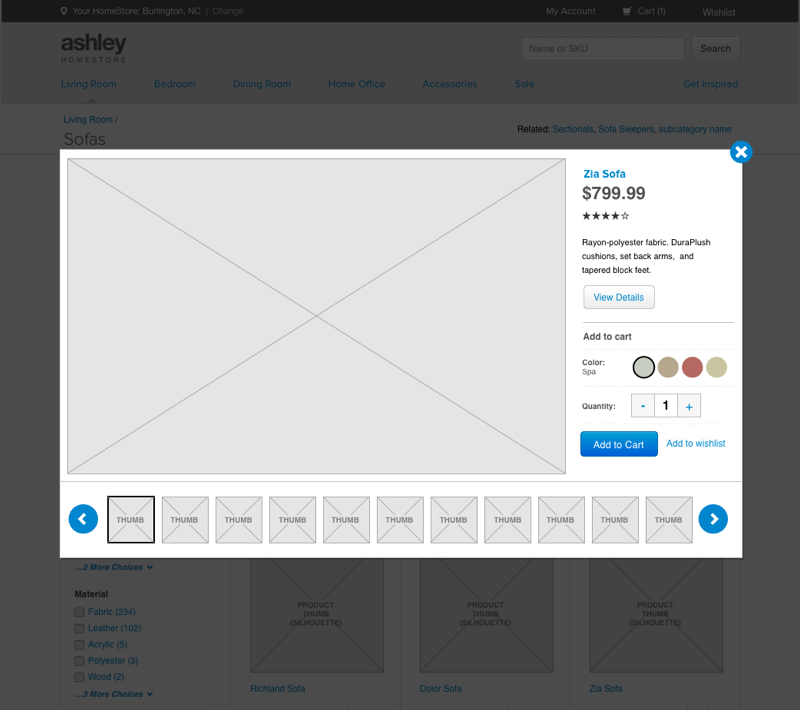 Your HomeStore: Burlington, NC | Change
My Account
Cart (1)
Wishlist
ashley
HOMESTORE
Name or SKU
Search
Living Room
Bedroom
Dining Room
Home Office
Accessories
Sale
Get Inspired
Living Room /
Sofas
Related: Sectionals, Sofa Sleepers, subcategory name
Zia Sofa
$799.99
Rayon-polyester fabric. DuraPlush
cushions, set back arms, and
tapered block feet.
View Details
Add to cart
Color:
Spa
Quantity:
- 1 +
Add to Cart
Add to wishlist
THUMB
THUMB
THUMB
THUMB
THUMB
THUMB
THUMB
THUMB
THUMB
THUMB
THUMB
...2 More Choices
Material
Fabric (234)
Leather (102)
Acrylic (5)
Polyester (3)
Wood (2)
...3 More Choices
PRODUCT
THUMB
(SILHOUETTE)
Richland Sofa
PRODUCT
THUMB
(SILHOUETTE)
Dolor Sofa
PRODUCT
THUMB
(SILHOUETTE)
Zia Sofa